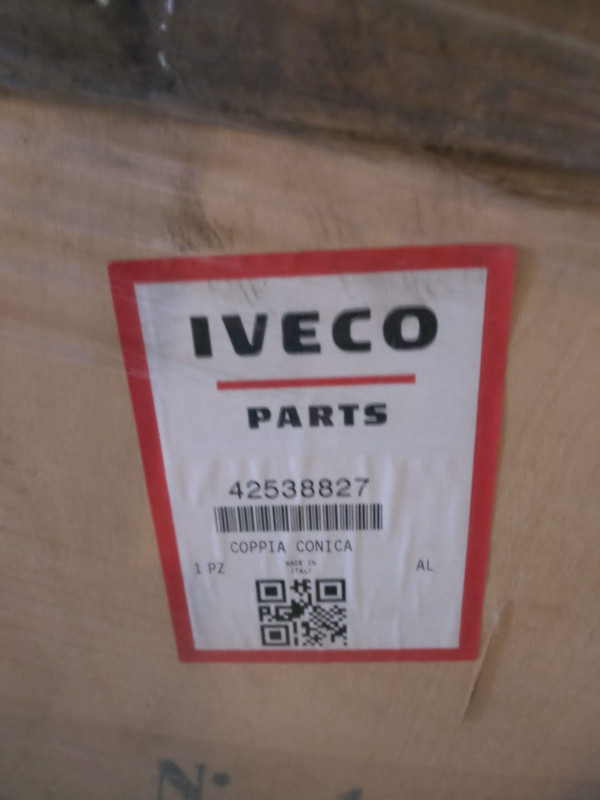 IVECO
PARTS
42538827
COPPIA CONICA
MADE IN
1 PZ AL
ITALY
N.